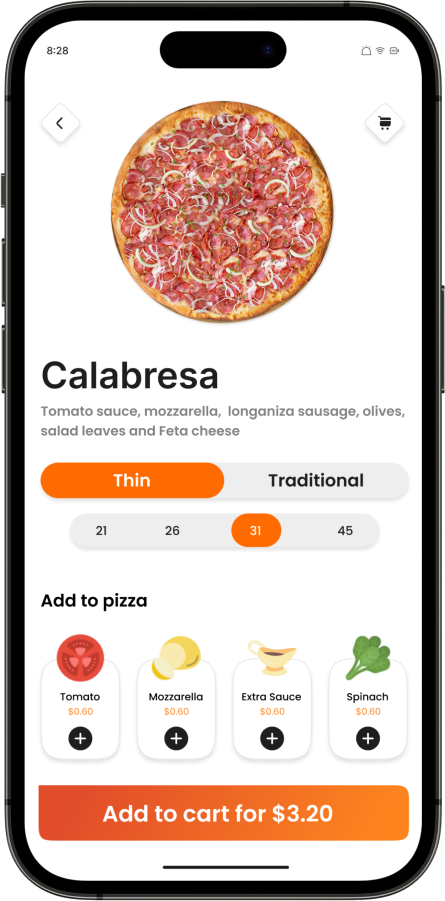 8:28
Calabresa
Tomato sauce, mozzarella,  longaniza sausage, olives,
salad leaves and Feta cheese
Thin Traditional
21 26 31 45
Add to pizza
Tomato Mozzarella Extra Sauce Spinach
$0.60 $0.60 $0.60 $0.60
Add to cart for $3.20